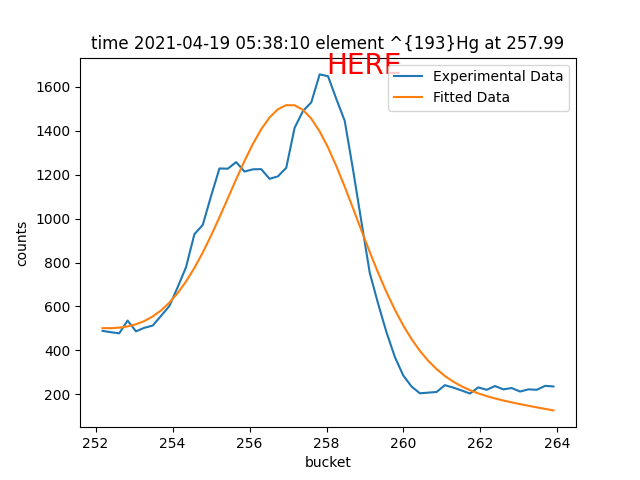 time 2021-04-19 05:38:10 element ^{193}Hg at 257.99
HERE
Experimental Data
Fitted Data
counts
1600
1400
1200
1000
800
600
400
200
252
254
256
258
260
262
264
bucket